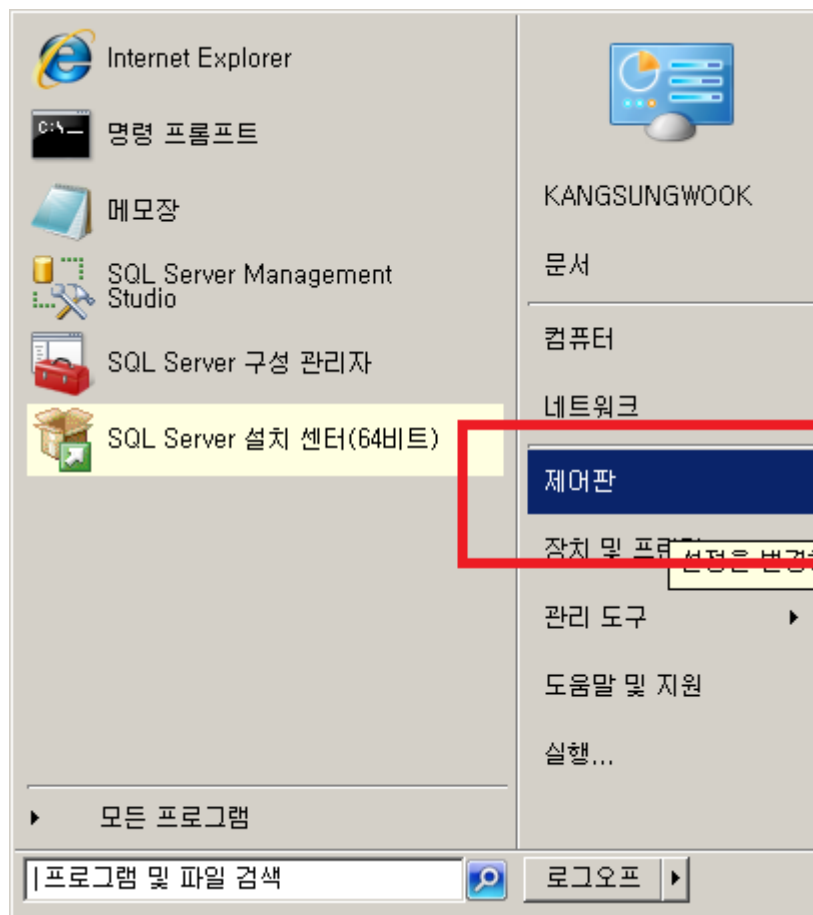 Internet Explorer
명령 프롬프트
메모장
SQL Server Management
Studio
SQL Server 구성 관리자
SQL Server 설치 센터(64비트)
모든 프로그램
프로그램 및 파일 검색
KANGSUNGWOOK
문서
컴퓨터
네트워크
제어판
장치 및
관리 도구
도움말 및 지원
실행...
로그오프